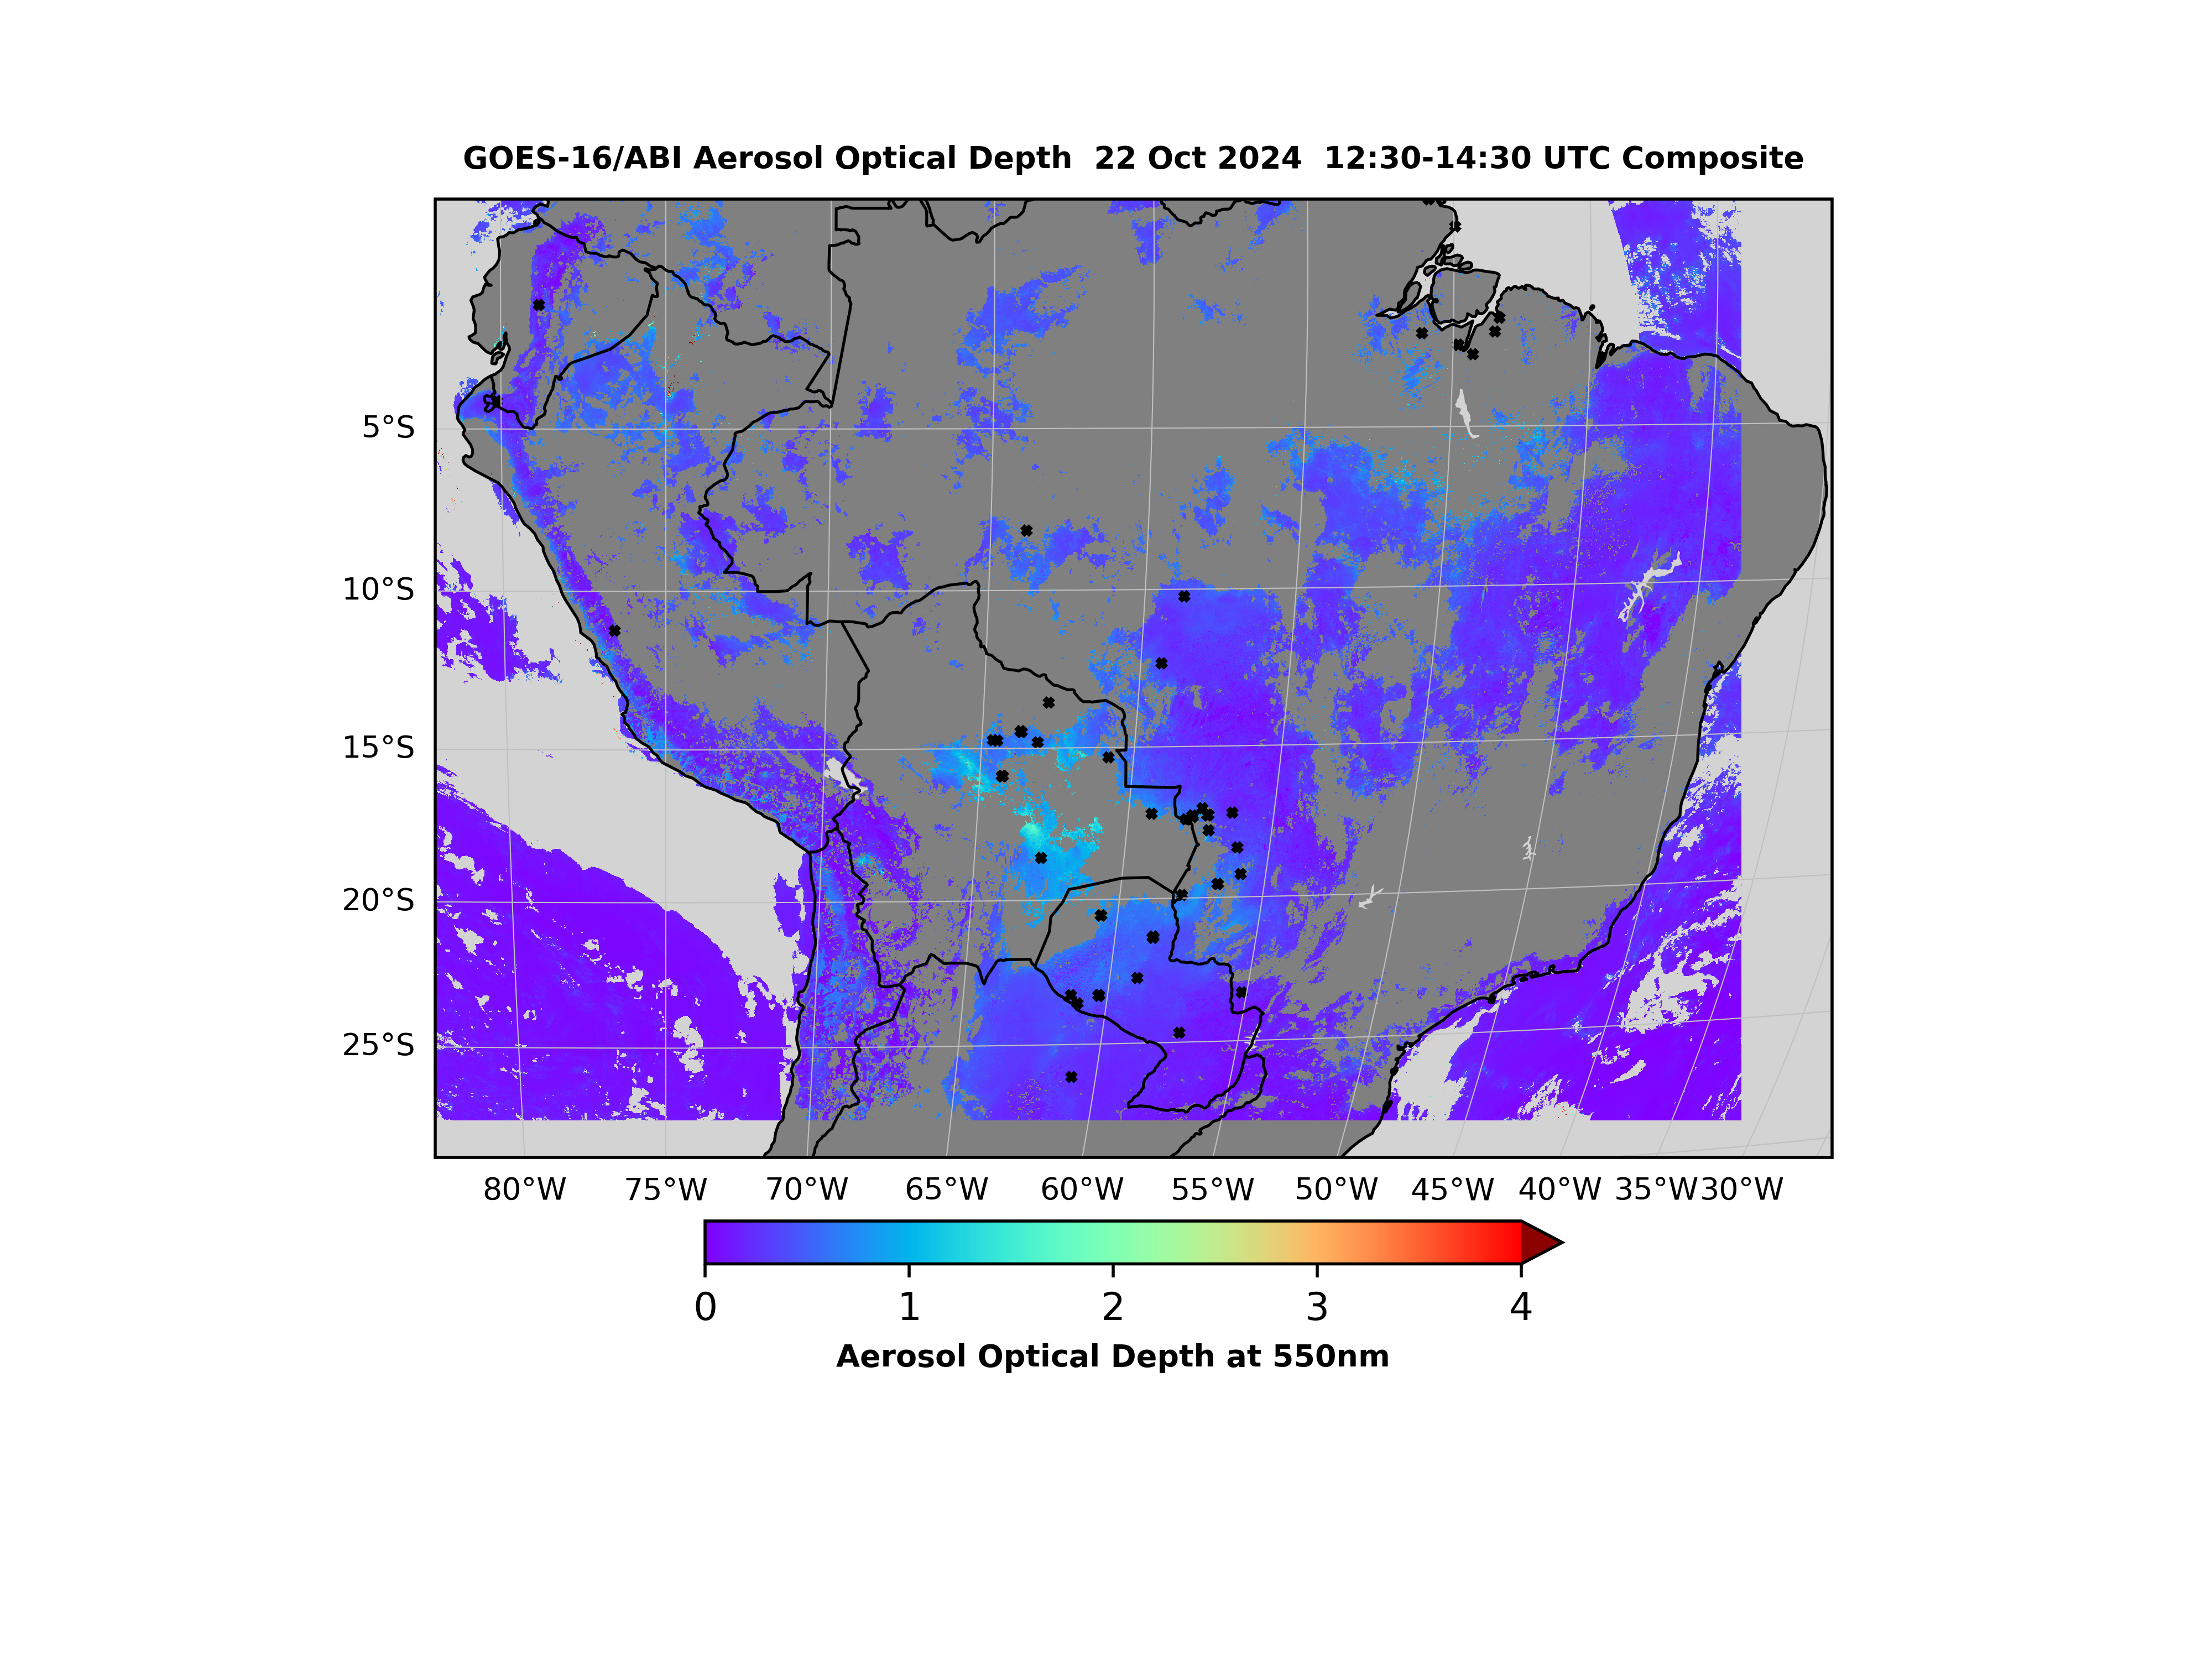 GOES-16/ABI Aerosol Optical Depth  22 Oct 2024  12:30-14:30 UTC Composite
5°S
10°S
15°S
20°S
25°S
80°W 75°W 70°W 65°W 60°W 55°W 50°W 45°W 40°W 35°W 30°W
0 1 2 3 4
Aerosol Optical Depth at 550nm